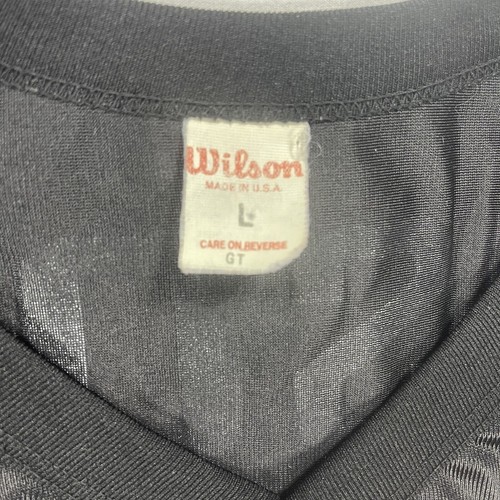 Wilson
MADE IN U.S.A.
L
CARE ON REVERSE
GT